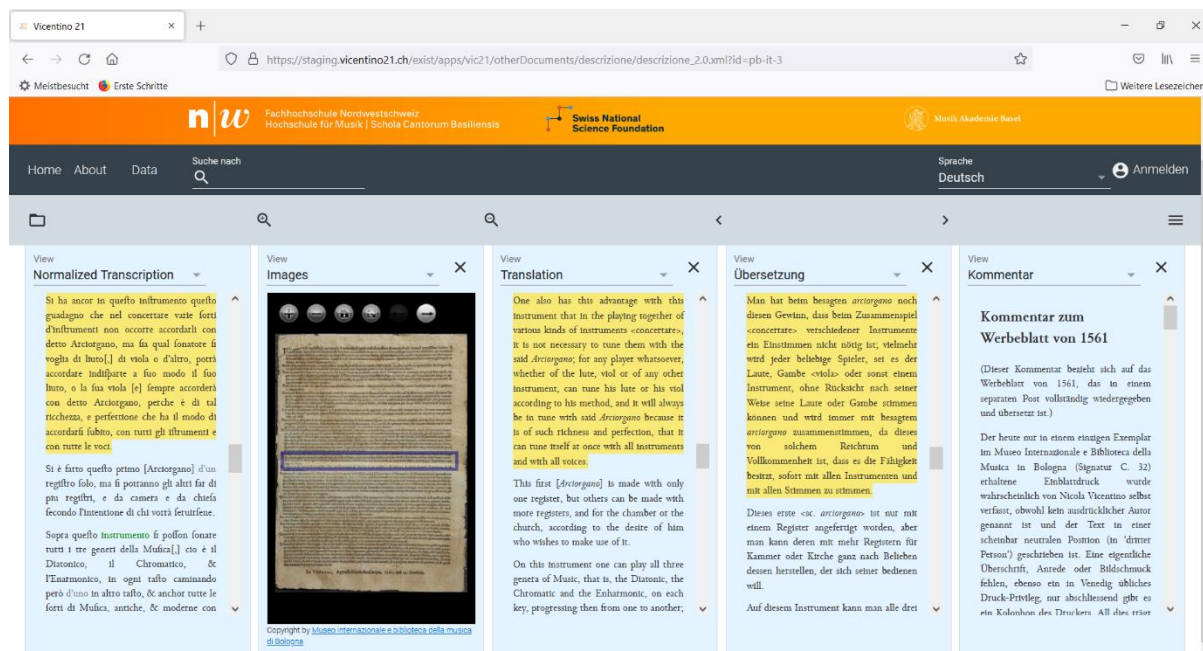 Vicentino 21
https://staging.vicentino21.ch/exist/apps/vic21/otherDocuments/descrizione/descrizione_2.0.xml?id=pb-it-3
Meistbesucht
Erste Schritte
Weitere Lesezeichen
n|w
Fachhochschule Nordwestschweiz
Hochschule für Musik | Schola Cantorum Basiliensis
Swiss National
Science Foundation
Musik Akademie Basel
Home
About
Data
Suche nach
Sprache
Deutsch
Anmelden
View
Normalized Transcription
Si ha ancor in queſto inſtrumento queſto
guadagno che nel concertare varie ſorti
d'inſtrumenti non occorre accordarli con
detto Arciorgano, ma ſia qual ſonatore ſi
voglia di liuto[,] di viola o d'altro, potrà
accordare indiſparte a ſuo modo il ſuo
liuto, o la ſua viola [e] ſempre accorderà
con detto Arciorgano, perche è di tal
ricchezza, e perfettione che ha il modo di
accordarſi ſubito, con tutti gli iſtrumenti e
con tutte le voci.
Si è fatto queſto primo [Arciorgano] d'un
regiſtro ſolo, ma ſi potranno gli altri far di
piu regiſtri, e da camera e da chieſa
ſecondo l'intentione di chi vorrà ſeruirſene.
Sopra queſto instrumento ſi poſſon ſonare
tutti i tre generi della Muſica[,] cio è il
Diatonico, il Chromatico, &
l'Enarmonico, in ogni taſto caminando
però d'uno in altro taſto, & anchor tutte le
ſorti di Muſica, antiche, & moderne con
View
Images
Copyright by Museo internazionale e biblioteca della musica
di Bologna
View
Translation
One also has this advantage with this
instrument that in the playing together of
various kinds of instruments <concertare>,
it is not necessary to tune them with the
said Arciorgano; for any player whatsoever,
whether of the lute, viol or of any other
instrument, can tune his lute or his viol
according to his method, and it will always
be in tune with said Arciorgano because it
is of such richness and perfection, that it
can tune itself at once with all instruments
and with all voices.
This first [Arciorgano] is made with only
one register, but others can be made with
more registers, and for the chamber or the
church, according to the desire of him
who wishes to make use of it.
On this instrument one can play all three
genera of Music, that is, the Diatonic, the
Chromatic and the Enharmonic, on each
key, progressing then from one to another;
View
Übersetzung
Man hat beim besagten arciorgano noch
diesen Gewinn, dass beim Zusammenspiel
<concertare> verschiedener Instrumente
ein Einstimmen nicht nötig ist; vielmehr
wird jeder beliebige Spieler, sei es der
Laute, Gambe <viola> oder sonst einem
Instrument, ohne Rücksicht nach seiner
Weise seine Laute oder Gambe stimmen
können und wird immer mit besagtem
arciorgano zusammenstimmen, da dieses
von solchem Reichtum und
Vollkommenheit ist, dass es die Fähigkeit
besitzt, sofort mit allen Instrumenten und
mit allen Stimmen zu stimmen.
Dieses erste <sc. arciorgano> ist nur mit
einem Register angefertigt worden, aber
man kann deren mit mehr Registern für
Kammer oder Kirche ganz nach Belieben
dessen herstellen, der sich seiner bedienen
will.
Auf diesem Instrument kann man alle drei
View
Kommentar
Kommentar zum
Werbeblatt von 1561
(Dieser Kommentar bezieht sich auf das
Werbeblatt von 1561, das in einem
separaten Post vollständig wiedergegeben
und übersetzt ist.)
Der heute nur in einem einzigen Exemplar
im Museo Internazionale e Biblioteca della
Musica in Bologna (Signatur C. 32)
erhaltene Einblattdruck wurde
wahrscheinlich von Nicola Vicentino selbst
verfasst, obwohl kein ausdrücklicher Autor
genannt ist und der Text in einer
scheinbar neutralen Position (in 'dritter
Person') geschrieben ist. Eine eigentliche
Überschrift, Anrede oder Bildschmuck
fehlen, ebenso ein in Venedig übliches
Druck-Privileg, nur abschliessend gibt es
ein Kolophon des Druckers. All dies trägt